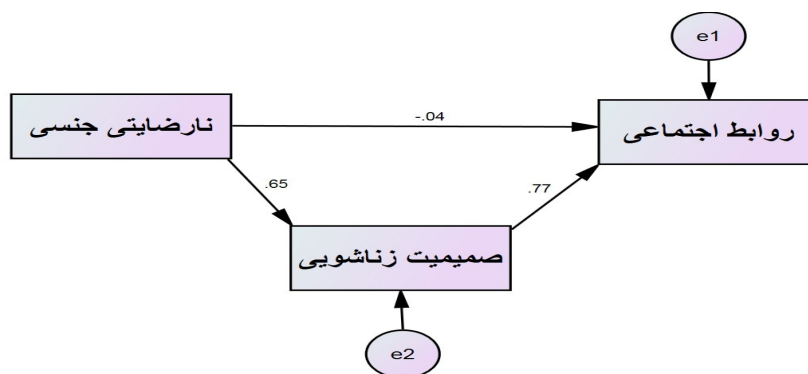 e1
نارضایتی جنسی
-.04
روابط اجتماعی
.65
.77
صمیمیت زناشویی
e2